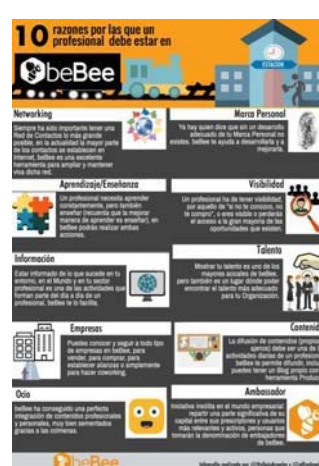 10 razones por las que un
profesional debe estar en
beBee
ESTACION
Networking
Siempre ha sido importante tener una
Red de Contactos lo más grande
posible, en la actualidad la mayor parte
de los contactos se establecen en
Internet, beBee es una excelente
herramienta para ampliar y mantener
viva dicha red.
Marca Personal
Ya hay quien dice que sin un desarrollo
adecuado de tu Marca Personal no
existes, beBee te ayuda a desarrollarla y a
mejorarla.
Aprendizaje/Enseñanza
Un profesional necesita aprender
constantemente, pero también
enseñar (recuerda que la mejor
manera de aprender es enseñar), en
beBee podrás realizar ambas
acciones.
Visibilidad
Un profesional ha de tener visibilidad,
por aquello de "si no te conozco, no
te compro", o eres visible o perderás
el acceso a la gran mayoría de las
oportunidades que existen.
Información
Estar informado de lo que sucede en tu
entorno, en el Mundo y en tu sector
profesional es una de las actividades que
forman parte del día a día de un
profesional, beBee te lo facilita.
Talento
Mostrar tu talento es uno de los
mayores de beBee,
pero también es un lugar dónde poder
encontrar el talento más adecuado
para tu Organización.
Empresas
Puedes conocer y seguir a todo tipo
de empresas en beBee, para
vender, para comprar, para
establecer alianzas o simplemente
para hacer coworking.
Contenid
La difusión de contenidos (propios
ajenos) debe ser una de l
actividades diarias de un profesion
beBee te permite difundir, inclu
puedes tener un Blog propio con
herramienta Produc
Ocio
beBee ha conseguido una perfecta
integración de contenidos profesionales
y personales, muy bien
gracias a las colmenas.
Ambassador
Iniciativa insólita en el mundo empresarial:
repartir una parte significativa de su
capital entre sus prescriptores y usuarios
más relevantes y activos, personas que
tomarán la denominación de embajadores
de beBee.
beBee